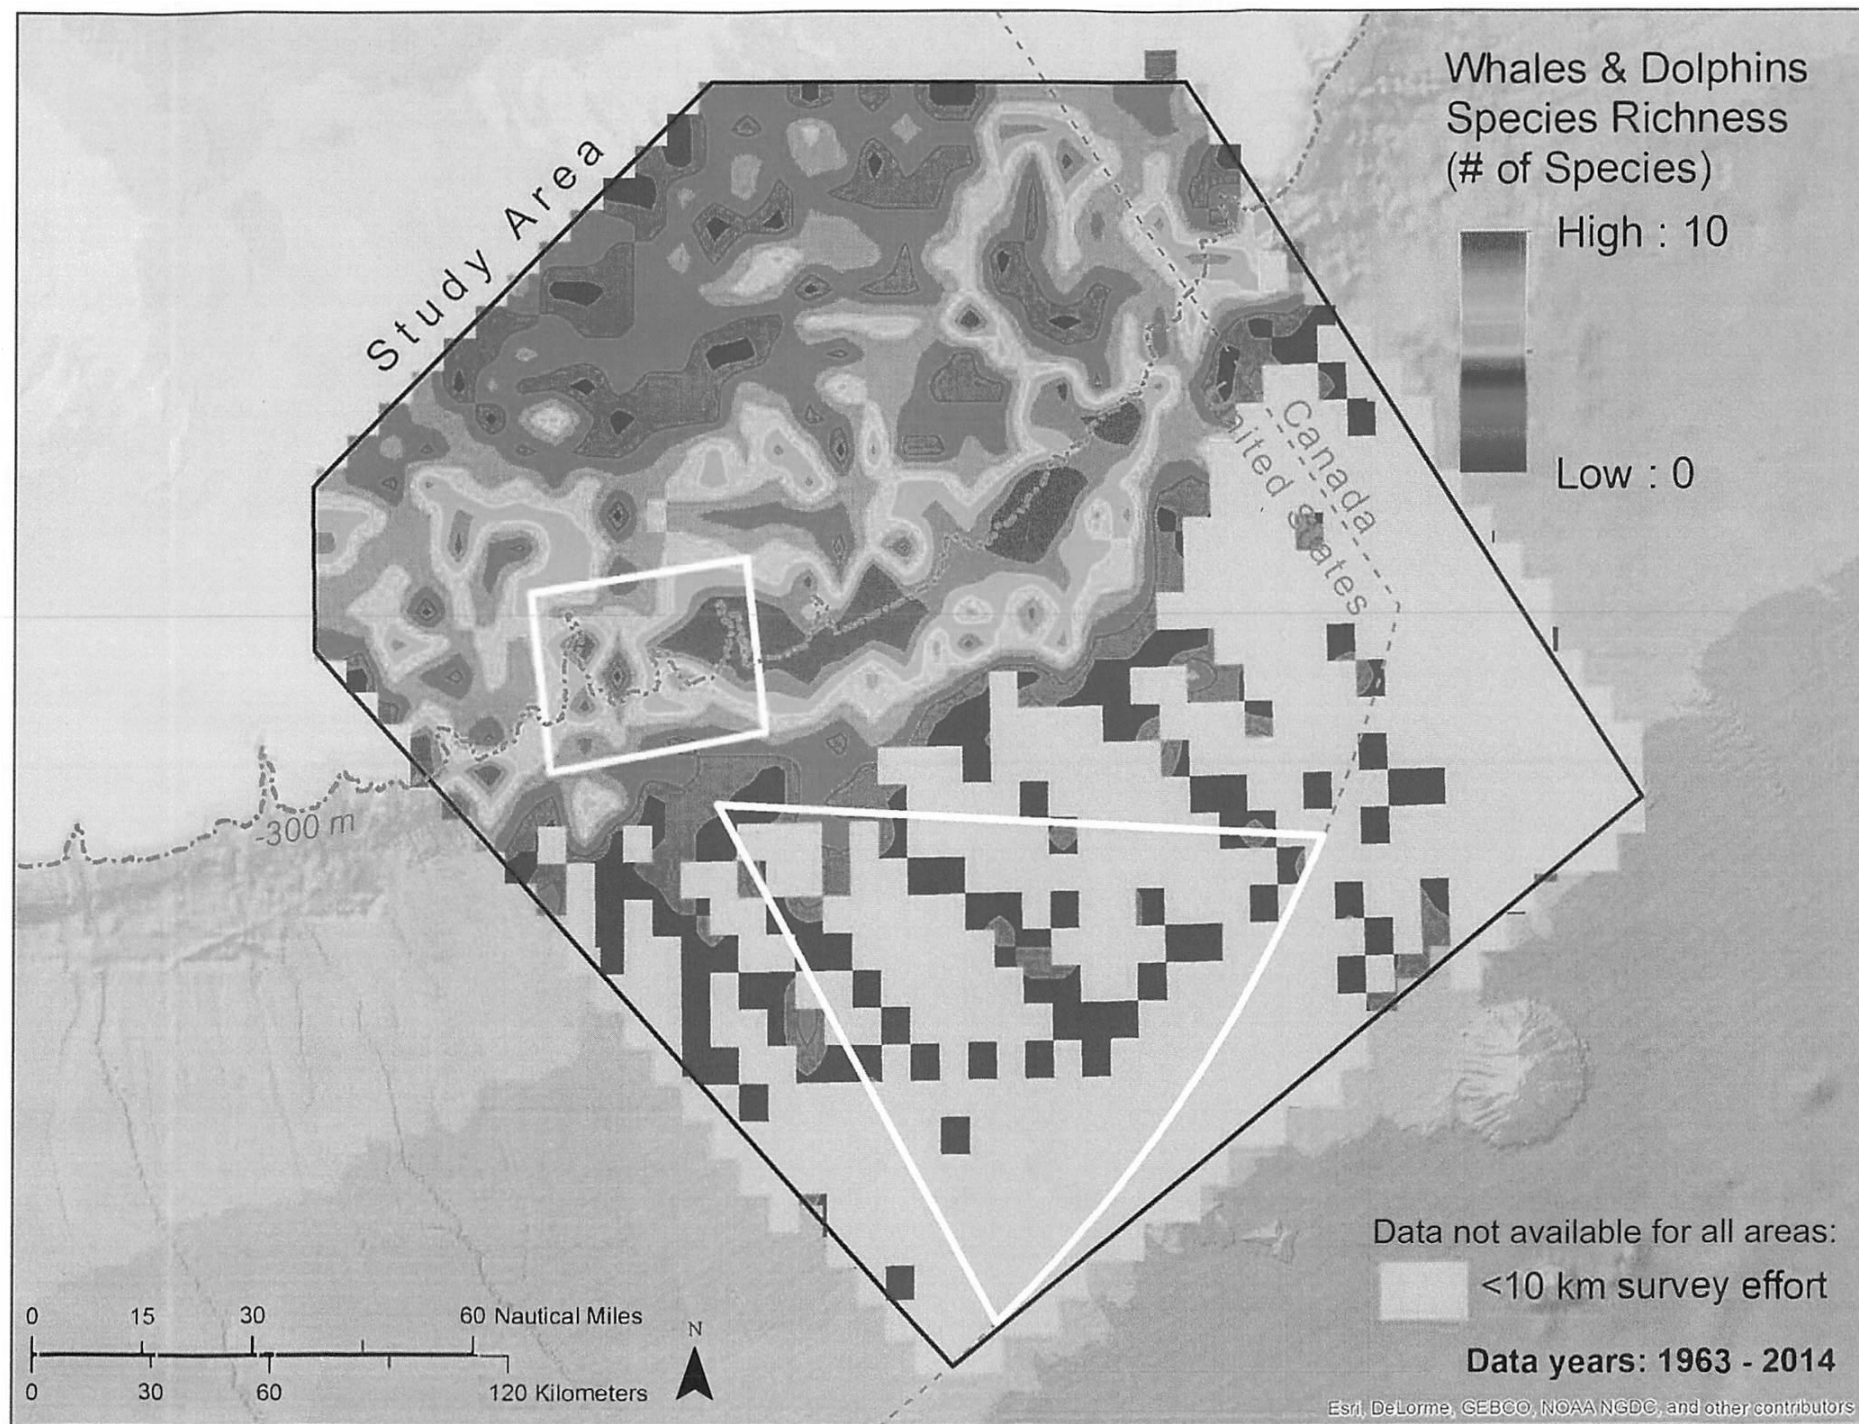 Whales & Dolphins
Species Richness
(# of Species)
High : 10
Low : 0
Study Area
Canada
United States
-300 m
Data not available for all areas:
<10 km survey effort
Data years: 1963 - 2014
0 15 30 60 Nautical Miles
0 30 60 120 Kilometers
N
Esri, DeLorme, GEBCO, NOAA NGDC, and other contributors